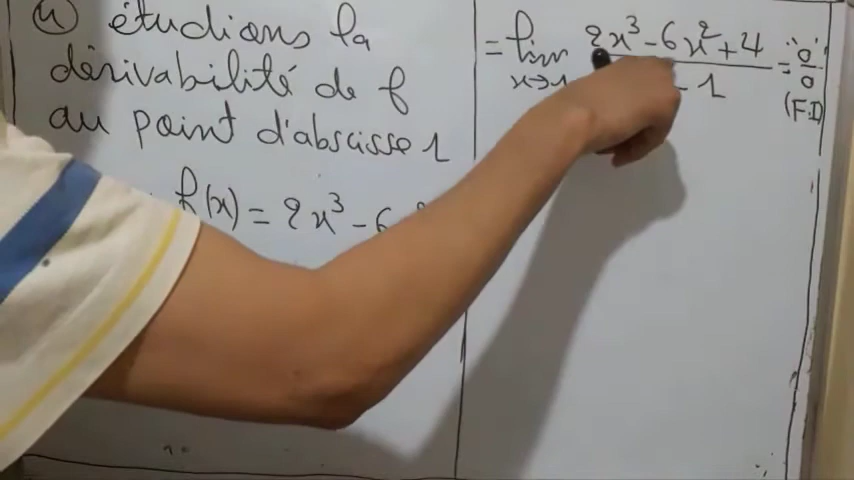 4) étudions la
dérivabilité de f
au point d'abscisse 1
f(x) = 2x³ - 6
= lim 2x³ - 6x² + 4 = "0/0"
x→1 - 1
(F.I)